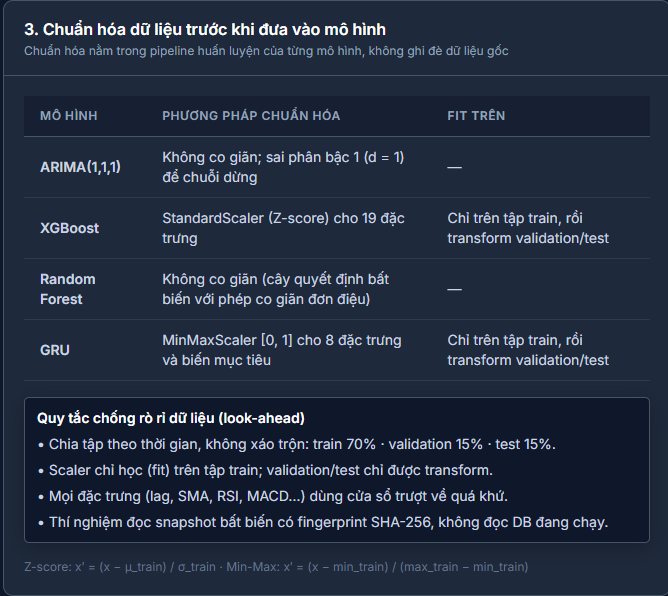 3. Chuẩn hóa dữ liệu trước khi đưa vào mô hình
Chuẩn hóa nằm trong pipeline huấn luyện của từng mô hình, không ghi đè dữ liệu gốc
MÔ HÌNH PHƯƠNG PHÁP CHUẨN HÓA FIT TRÊN
ARIMA(1,1,1)
Không co giãn; sai phân bậc 1 (d = 1)
để chuỗi dừng
—
XGBoost
StandardScaler (Z-score) cho 19 đặc
trưng
Chỉ trên tập train, rồi
transform validation/test
Random
Forest
Không co giãn (cây quyết định bất
biến với phép co giãn đơn điệu)
—
GRU
MinMaxScaler [0, 1] cho 8 đặc trưng
và biến mục tiêu
Chỉ trên tập train, rồi
transform validation/test
Quy tắc chống rò rỉ dữ liệu (look-ahead)
• Chia tập theo thời gian, không xáo trộn: train 70% · validation 15% · test 15%.
• Scaler chỉ học (fit) trên tập train; validation/test chỉ được transform.
• Mọi đặc trưng (lag, SMA, RSI, MACD...) dùng cửa sổ trượt về quá khứ.
• Thí nghiệm đọc snapshot bất biến có fingerprint SHA-256, không đọc DB đang chạy.
Z-score: x' = (x − μ_train) / σ_train · Min-Max: x' = (x − min_train) / (max_train − min_train)